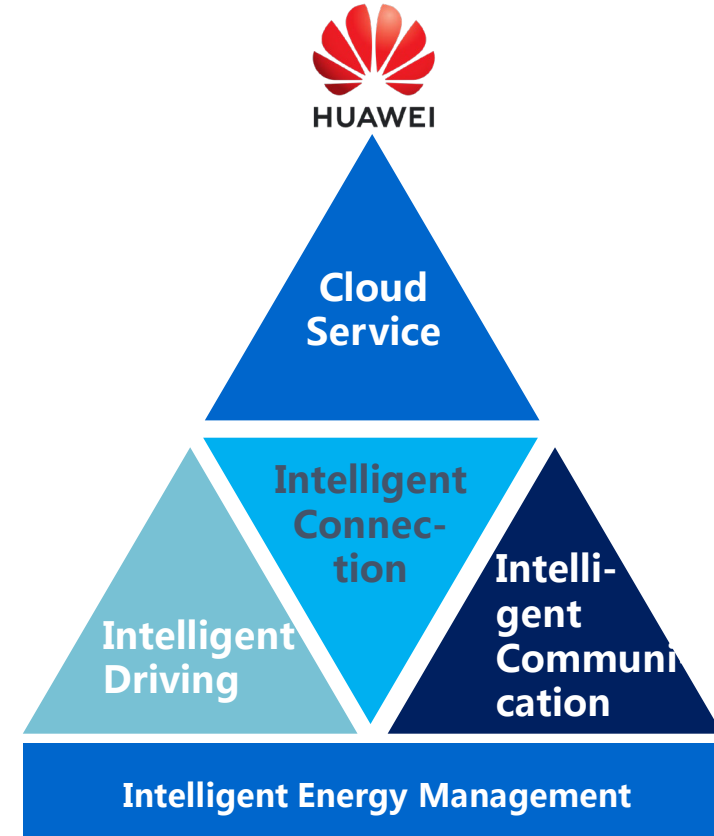 HUAWEI
Cloud
Service
Intelligent
Connec-
tion
Intelligent
Driving
Intelli-
gent
Communi-
cation
Intelligent Energy Management